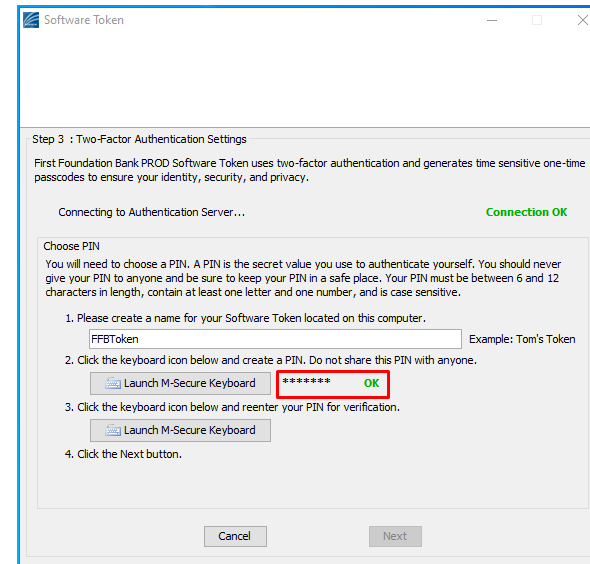 Software Token
Step 3 : Two-Factor Authentication Settings
First Foundation Bank PROD Software Token uses two-factor authentication and generates time sensitive one-time
passcodes to ensure your identity, security, and privacy.
Connecting to Authentication Server... Connection OK
Choose PIN
You will need to choose a PIN. A PIN is the secret value you use to authenticate yourself. You should never
give your PIN to anyone and be sure to keep your PIN in a safe place. Your PIN must be between 6 and 12
characters in length, contain at least one letter and one number, and is case sensitive.
1. Please create a name for your Software Token located on this computer.
FFBToken Example: Tom's Token
2. Click the keyboard icon below and create a PIN. Do not share this PIN with anyone.
Launch M-Secure Keyboard ******* OK
3. Click the keyboard icon below and reenter your PIN for verification.
Launch M-Secure Keyboard
4. Click the Next button.
Cancel Next